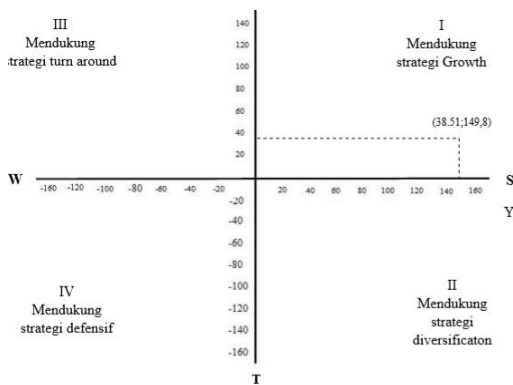 III
Mendukung
trategi turn around
I
Mendukung
strategi Growth
140
140
120
100
80
60
40
20
(38.51;149,8)
W
S
-160 -120 -100 -80 -60 -40 -20
20 40 60 80 100 120 140 160
Y
-20
-40
-60
-80
-100
-120
-140
-160
IV
Mendukung
strategi defensif
II
Mendukung
strategi
diversificaton
T